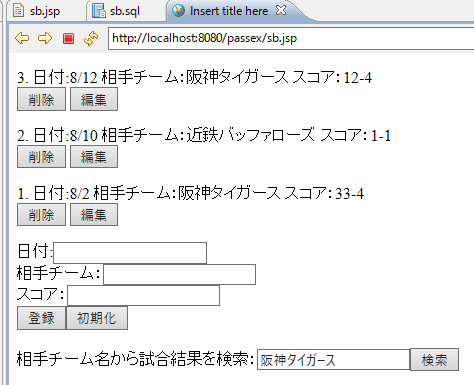 sb.jsp sb.sql Insert title here
http://localhost:8080/passex/sb.jsp
3. 日付:8/12 相手チーム：阪神タイガース スコア：12-4
削除 編集
2. 日付:8/10 相手チーム：近鉄バッファローズ スコア：1-1
削除 編集
1. 日付:8/2 相手チーム：阪神タイガース スコア：33-4
削除 編集
日付:
相手チーム：
スコア：
登録 初期化
相手チーム名から試合結果を検索： 阪神タイガース 検索